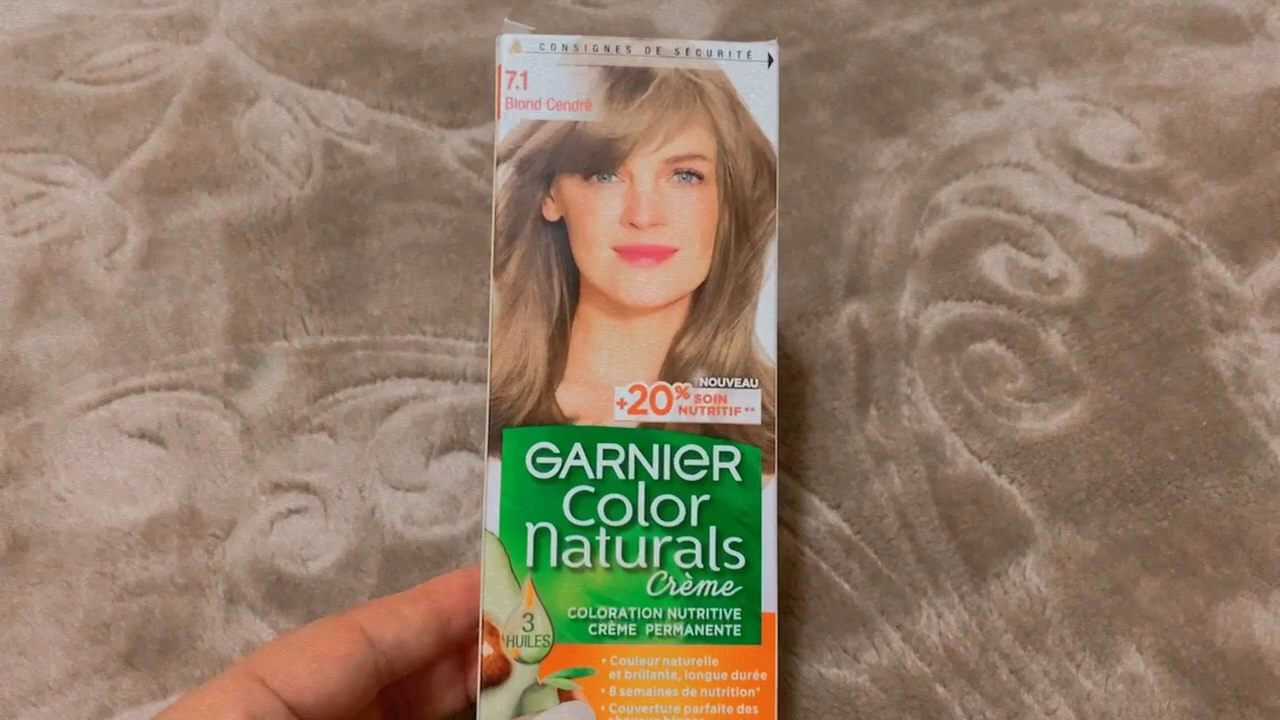 CONSIGNES DE SÉCURITÉ
7.1
Blond Cendré
NOUVEAU
+20% SOIN
NUTRITIF**
GARNIER
Color
Naturals
Crème
COLORATION NUTRITIVE
CRÈME PERMANENTE
3
HUILES
• Couleur naturelle
et brillante, longue durée
• 8 semaines de nutrition*
• Couverture parfaite des